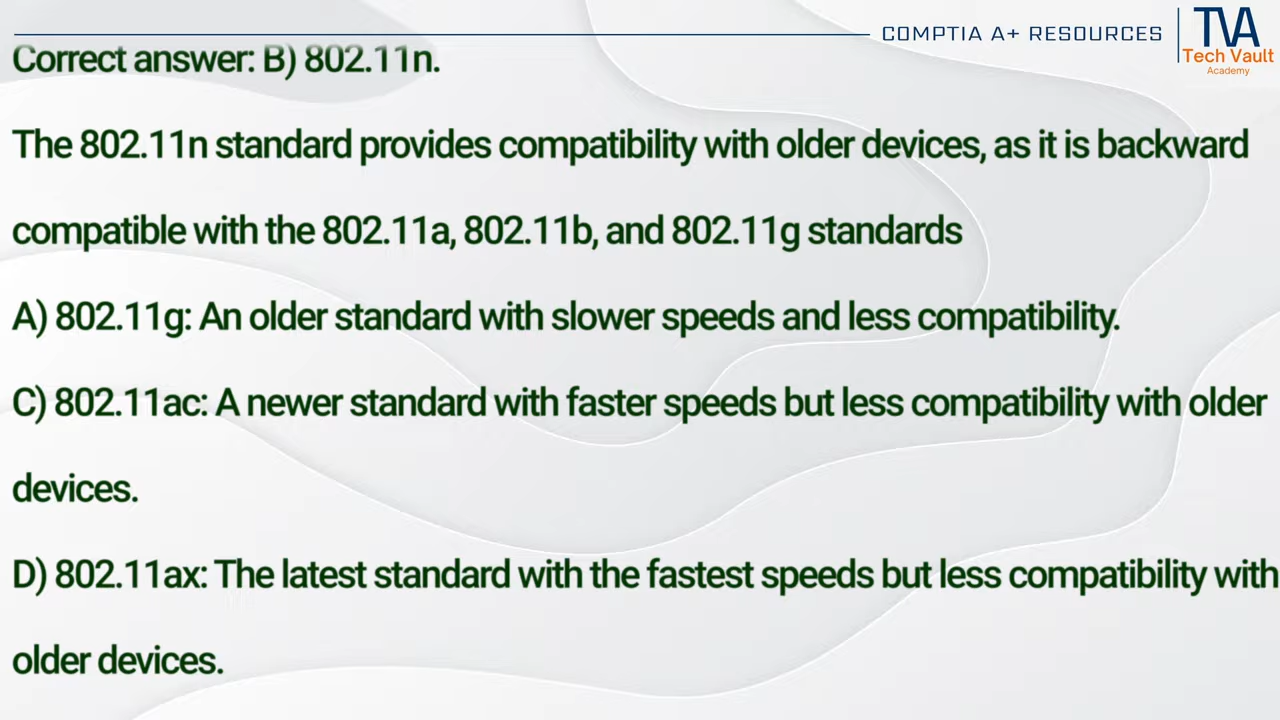 COMPTIA A+ RESOURCES
TVA
Tech Vault
Academy
Correct answer: B) 802.11n.
The 802.11n standard provides compatibility with older devices, as it is backward
compatible with the 802.11a, 802.11b, and 802.11g standards
A) 802.11g: An older standard with slower speeds and less compatibility.
C) 802.11ac: A newer standard with faster speeds but less compatibility with older
devices.
D) 802.11ax: The latest standard with the fastest speeds but less compatibility with
older devices.